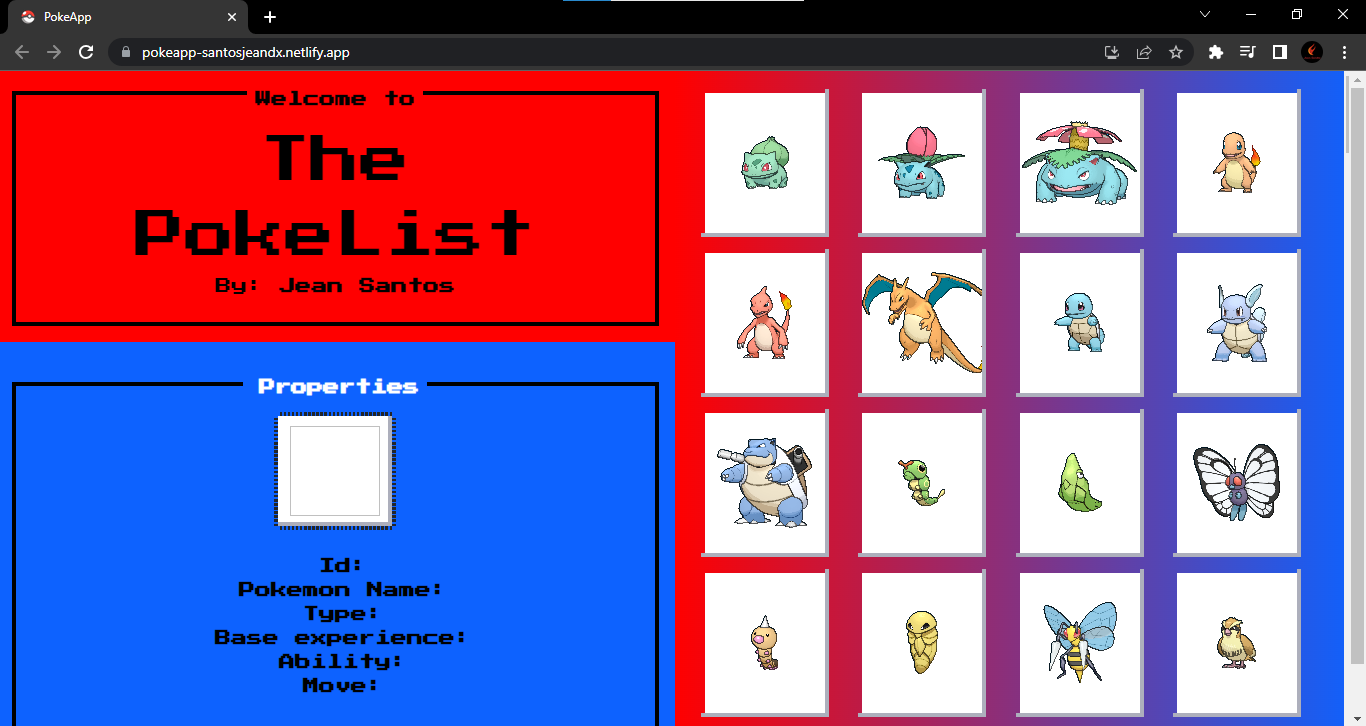 PokeApp
pokeapp-santosjeandx.netlify.app
Welcome to
The
PokeList
By: Jean Santos
Properties
Id:
Pokemon Name:
Type:
Base experience:
Ability:
Move: